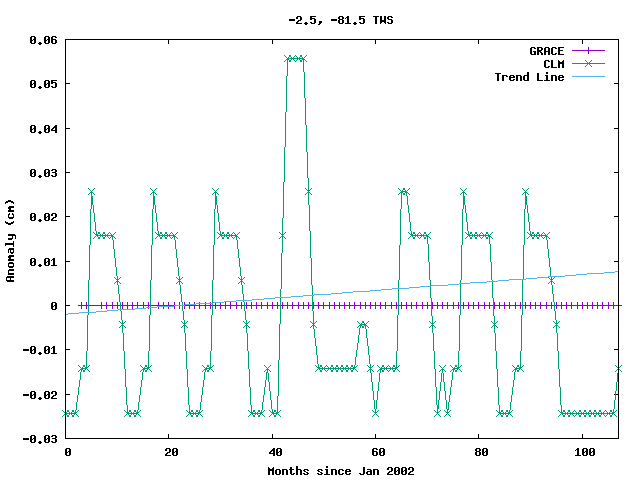 -2.5, -81.5 TWS
GRACE
CLM
Trend Line
Anomaly (cm)
0.06
0.05
0.04
0.03
0.02
0.01
0
-0.01
-0.02
-0.03
0 20 40 60 80 100
Months since Jan 2002